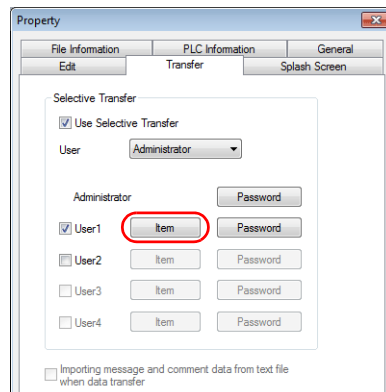 Property
File Information PLC Information General
Edit Transfer Splash Screen
Selective Transfer
Use Selective Transfer
User Administrator
Administrator Password
User1 Item Password
User2 Item Password
User3 Item Password
User4 Item Password
Importing message and comment data from text file
when data transfer